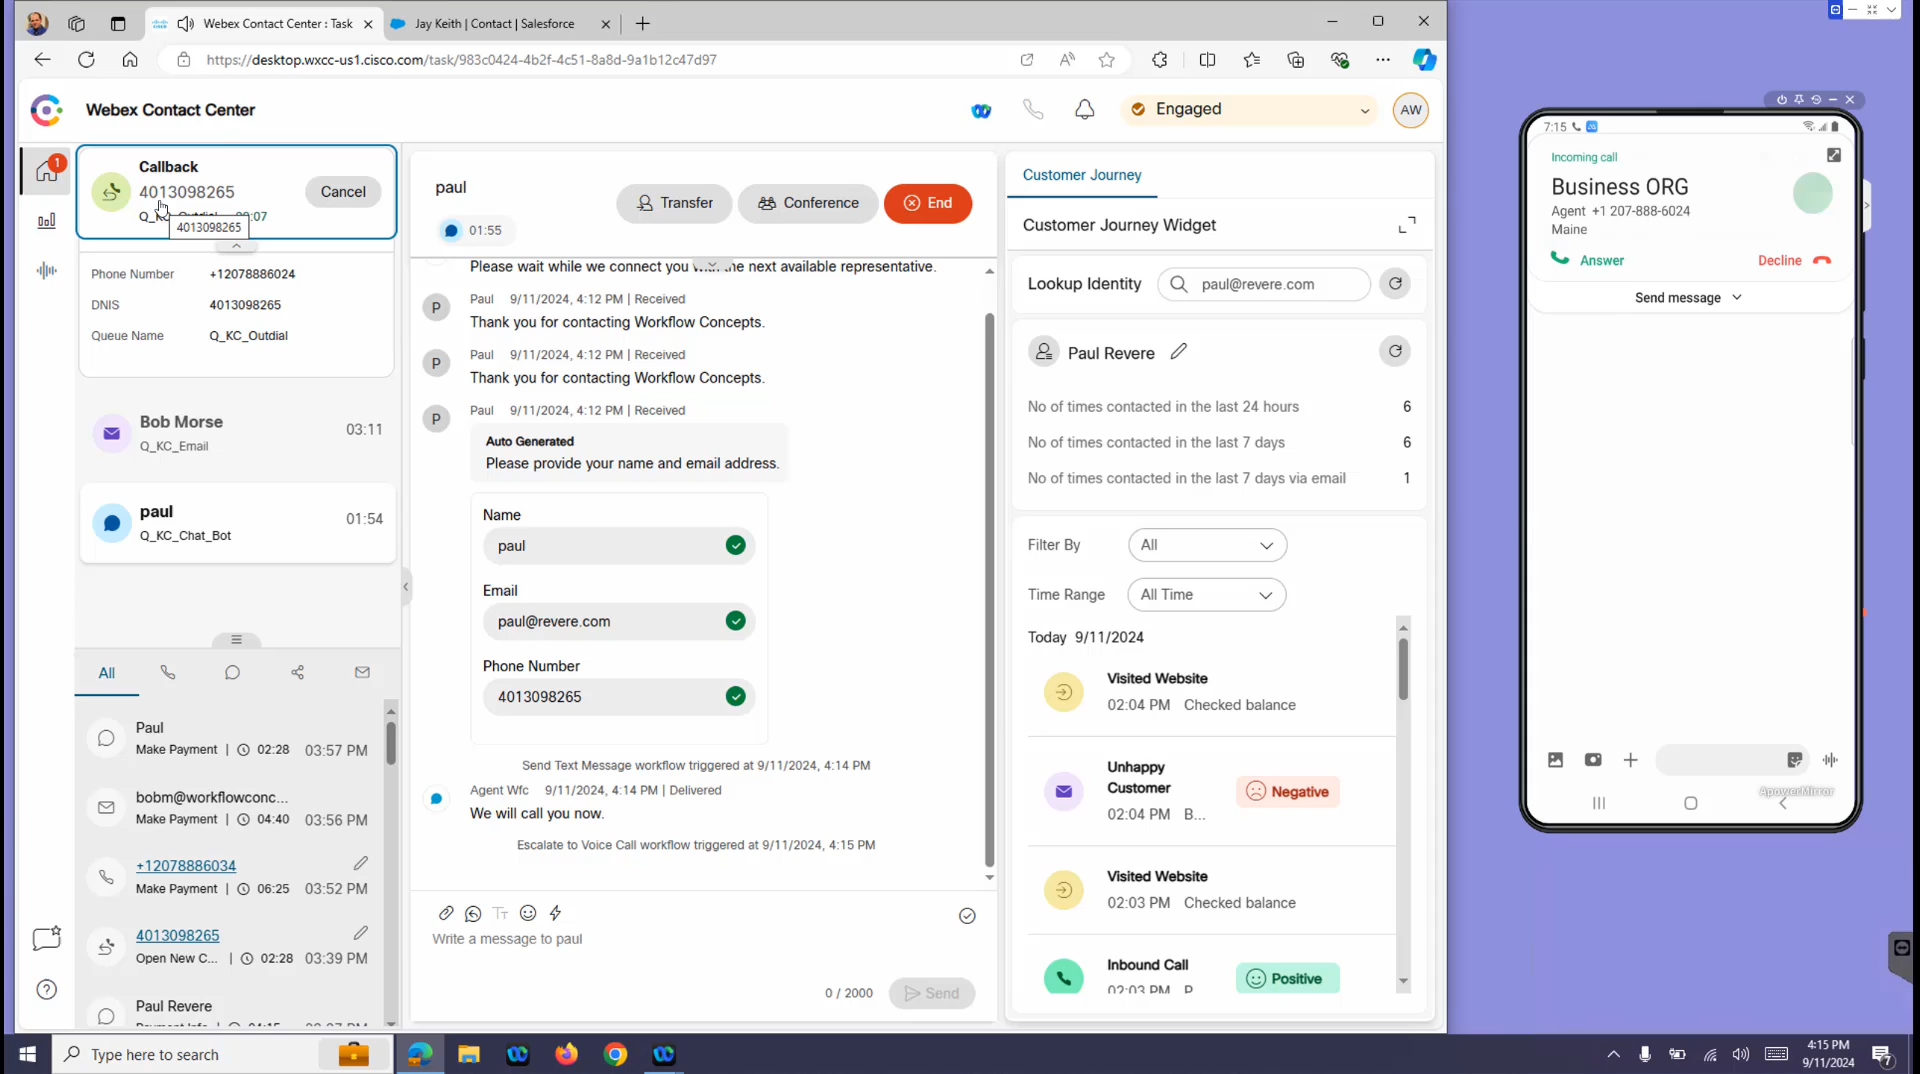 Webex Contact Center : Task
Jay Keith | Contact | Salesforce
https://desktop.wxcc-us1.cisco.com/task/983c0424-4b2f-4c51-8a8d-9a1b12c47d97
Webex Contact Center
Engaged
AW
1
Callback
4013098265
Cancel
4013098265
Phone Number +12078886024
DNIS 4013098265
Queue Name Q_KC_Outdial
Bob Morse
Q_KC_Email
03:11
paul
Q_KC_Chat_Bot
01:54
All
Paul
Make Payment | 02:28 03:57 PM
bobm@workflowconc...
Make Payment | 04:40 03:56 PM
+12078886034
Make Payment | 06:25 03:52 PM
4013098265
Open New C... | 02:28 03:39 PM
Paul Revere
paul
01:55
Transfer
Conference
End
Please wait while we connect you with the next available representative.
P
Paul 9/11/2024, 4:12 PM | Received
Thank you for contacting Workflow Concepts.
P
Paul 9/11/2024, 4:12 PM | Received
Thank you for contacting Workflow Concepts.
P
Paul 9/11/2024, 4:12 PM | Received
Auto Generated
Please provide your name and email address.
Name
paul
Email
paul@revere.com
Phone Number
4013098265
Send Text Message workflow triggered at 9/11/2024, 4:14 PM
Agent Wfc 9/11/2024, 4:14 PM | Delivered
We will call you now.
Escalate to Voice Call workflow triggered at 9/11/2024, 4:15 PM
Tт
Write a message to paul
0 / 2000
Send
Customer Journey
Customer Journey Widget
Lookup Identity
paul@revere.com
Paul Revere
No of times contacted in the last 24 hours 6
No of times contacted in the last 7 days 6
No of times contacted in the last 7 days via email 1
Filter By All
Time Range All Time
Today 9/11/2024
Visited Website
02:04 PM Checked balance
Unhappy
Customer
Negative
02:04 PM B...
Visited Website
02:03 PM Checked balance
Inbound Call
Positive
02:03 PM P
7:15
Incoming call
Business ORG
Agent +1 207-888-6024
Maine
Answer
Decline
Send message
ApowerMirror
Type here to search
4:15 PM
9/11/2024
7